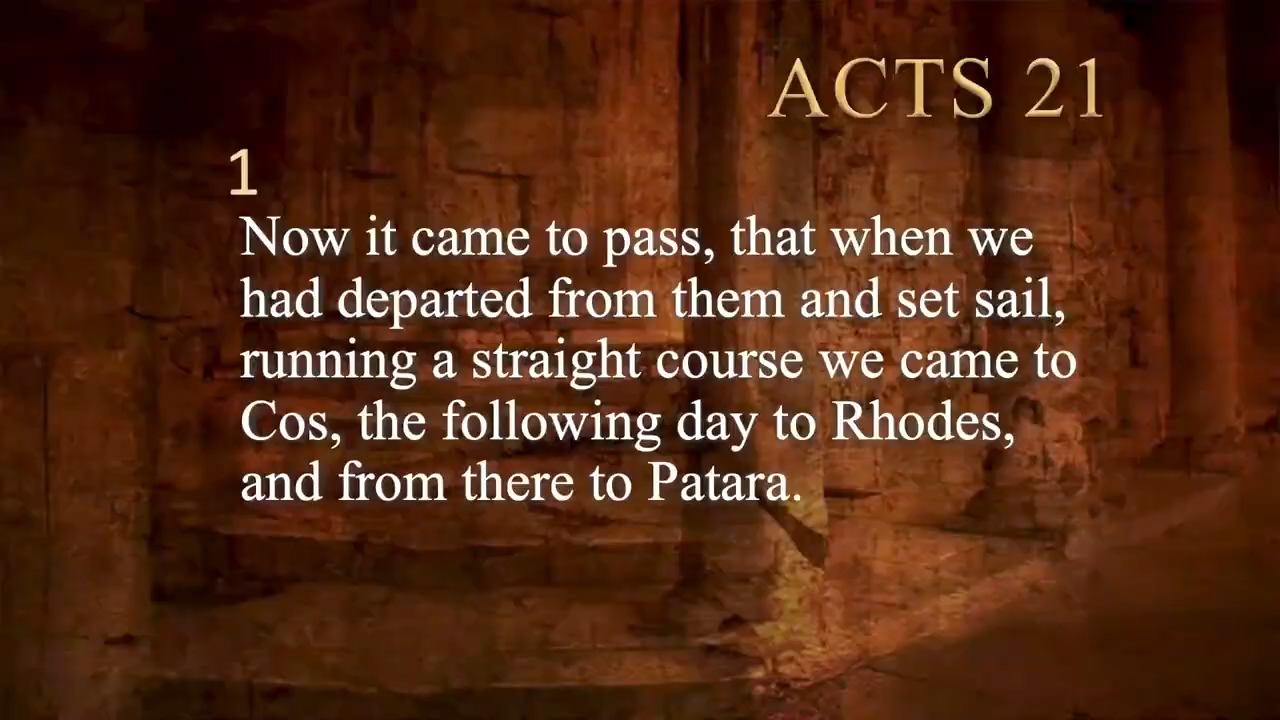 ACTS 21
1
Now it came to pass, that when we
had departed from them and set sail,
running a straight course we came to
Cos, the following day to Rhodes,
and from there to Patara.